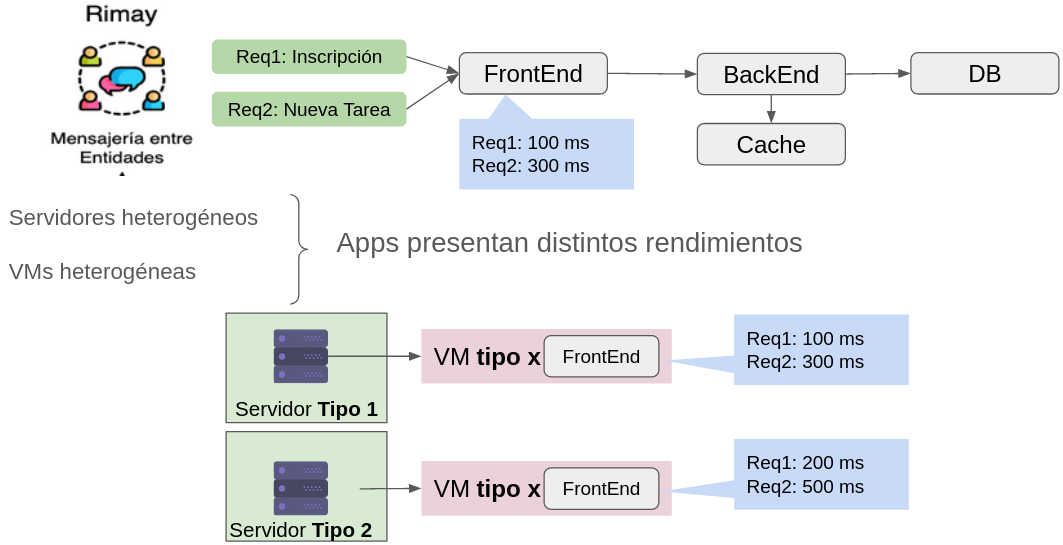 Rimay
Mensajería entre
Entidades
Req1: Inscripción
Req2: Nueva Tarea
FrontEnd
BackEnd
DB
Cache
Req1: 100 ms
Req2: 300 ms
Servidores heterogéneos
VMs heterogéneas
Apps presentan distintos rendimientos
Servidor Tipo 1
VM tipo x
FrontEnd
Req1: 100 ms
Req2: 300 ms
Servidor Tipo 2
VM tipo x
FrontEnd
Req1: 200 ms
Req2: 500 ms